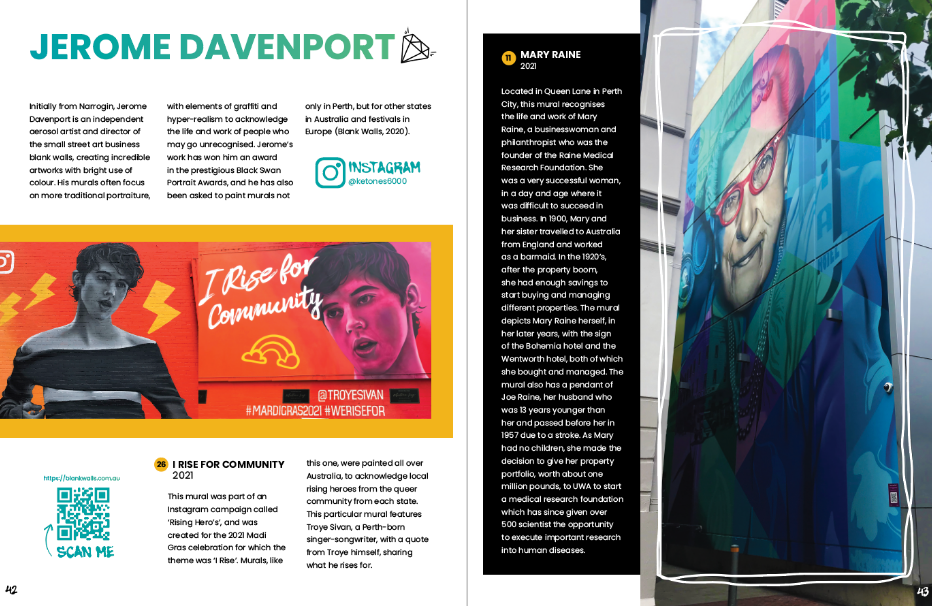 JEROME DAVENPORT
Initially from Narrogin, Jerome
Davenport is an independent
aerosol artist and director of
the small street art business
blank walls, creating incredible
artworks with bright use of
colour. His murals often focus
on more traditional portraiture,
with elements of graffiti and
hyper-realism to acknowledge
the life and work of people who
may go unrecognised. Jerome's
work has won him an award
in the prestigious Black Swan
Portrait Awards, and he has also
been asked to paint murals not
only in Perth, but for other states
in Australia and festivals in
Europe (Blank Walls, 2020).
INSTAGRAM
@ketones6000
I Rise for
Community
@TROYESIVAN
#MARDIGRAS2021 #WERISEFOR
https://blankwalls.com.au
SCAN ME
26 I RISE FOR COMMUNITY
2021
This mural was part of an
Instagram campaign called
'Rising Hero's', and was
created for the 2021 Madi
Gras celebration for which the
theme was 'I Rise'. Murals, like
this one, were painted all over
Australia, to acknowledge local
rising heroes from the queer
community from each state.
This particular mural features
Troye Sivan, a Perth-born
singer-songwriter, with a quote
from Troye himself, sharing
what he rises for.
42
11 MARY RAINE
2021
Located in Queen Lane in Perth
City, this mural recognises
the life and work of Mary
Raine, a businesswoman and
philanthropist who was the
founder of the Raine Medical
Research Foundation. She
was a very successful woman,
in a day and age where it
was difficult to succeed in
business. In 1900, Mary and
her sister travelled to Australia
from England and worked
as a barmaid. In the 1920's,
after the property boom,
she had enough savings to
start buying and managing
different properties. The mural
depicts Mary Raine herself, in
her later years, with the sign
of the Bohemia hotel and the
Wentworth hotel, both of which
she bought and managed. The
mural also has a pendant of
Joe Raine, her husband who
was 13 years younger than
her and passed before her in
1957 due to a stroke. As Mary
had no children, she made the
decision to give her property
portfolio, worth about one
million pounds, to UWA to start
a medical research foundation
which has since given over
500 scientist the opportunity
to execute important research
into human diseases.
43